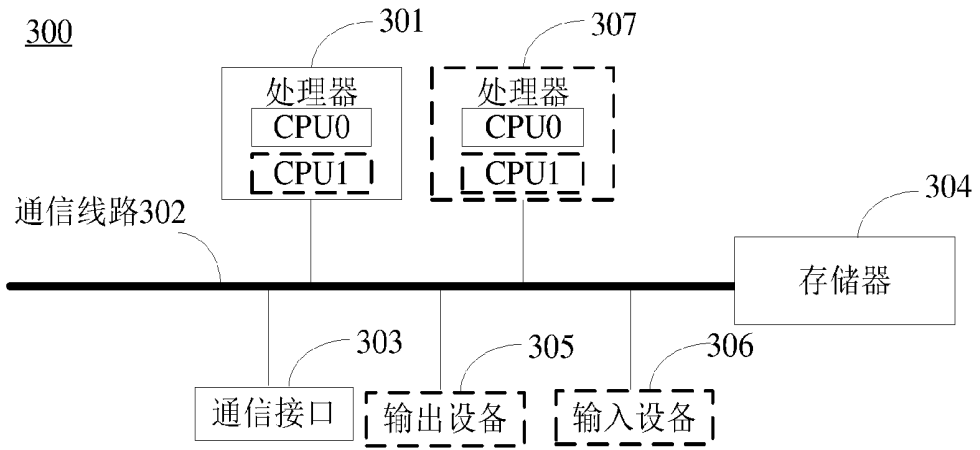 300
301
307
处理器
CPU0
CPU1
处理器
CPU0
CPU1
通信线路302
304
存储器
303
305
306
通信接口
输出设备
输入设备